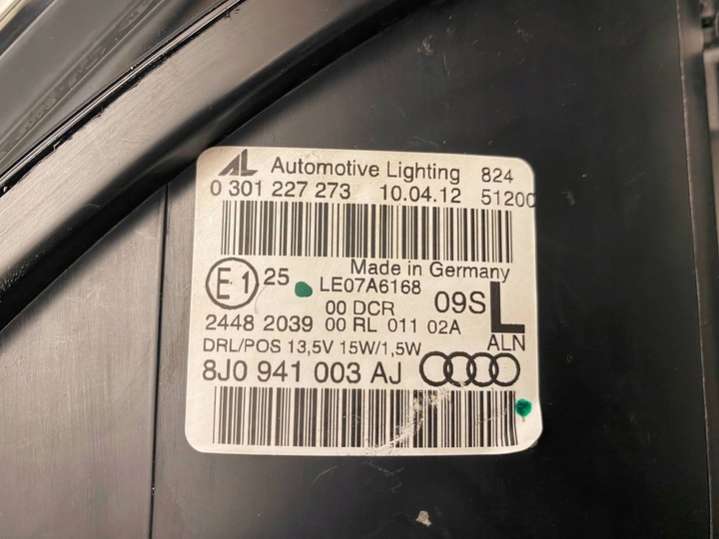 AL Automotive Lighting 824
0 301 227 273 10.04.12 51200
Made in Germany
E1 25 LE07A6168
00 DCR 09S L
2448 2039 00 RL 011 02A
ALN
DRL/POS 13,5V 15W/1,5W
8J0 941 003 AJ